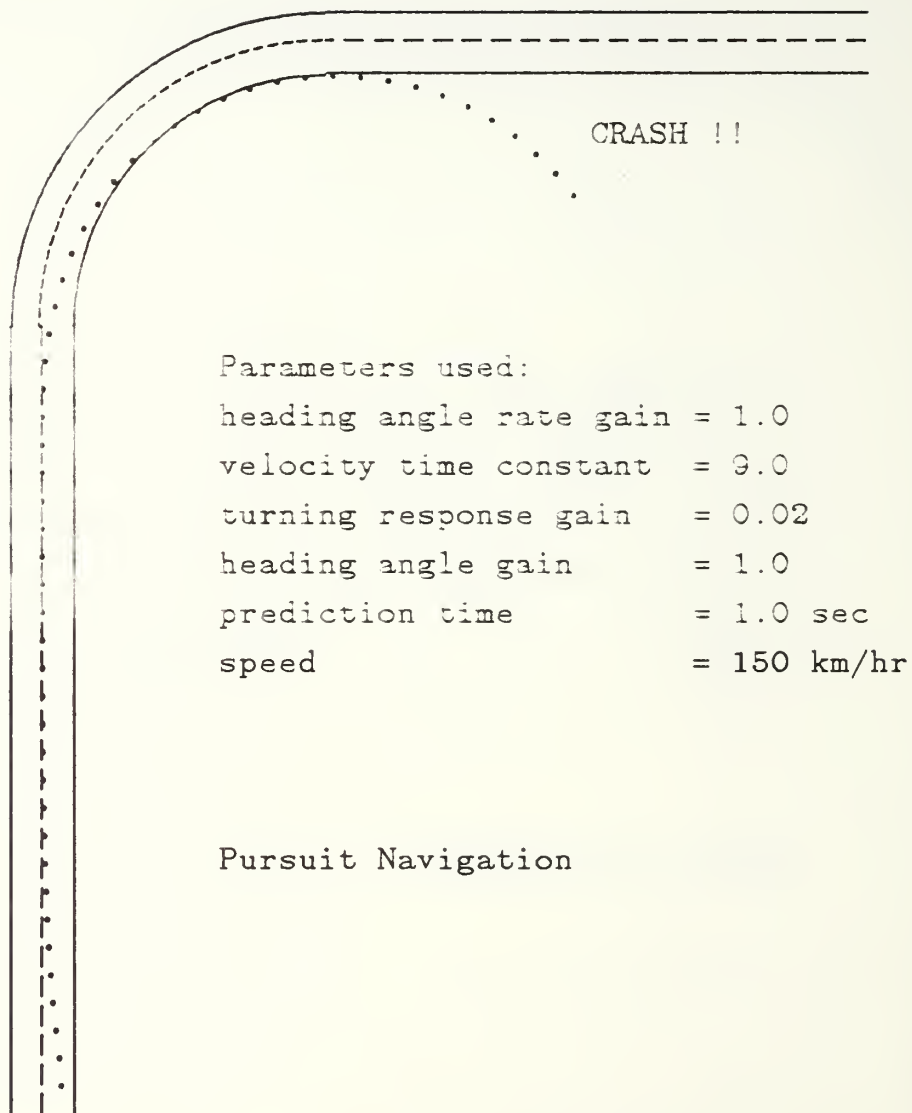 CRASH !!
Parameters used:
heading angle rate gain = 1.0
velocity time constant = 9.0
turning response gain = 0.02
heading angle gain = 1.0
prediction time = 1.0 sec
speed = 150 km/hr
Pursuit Navigation